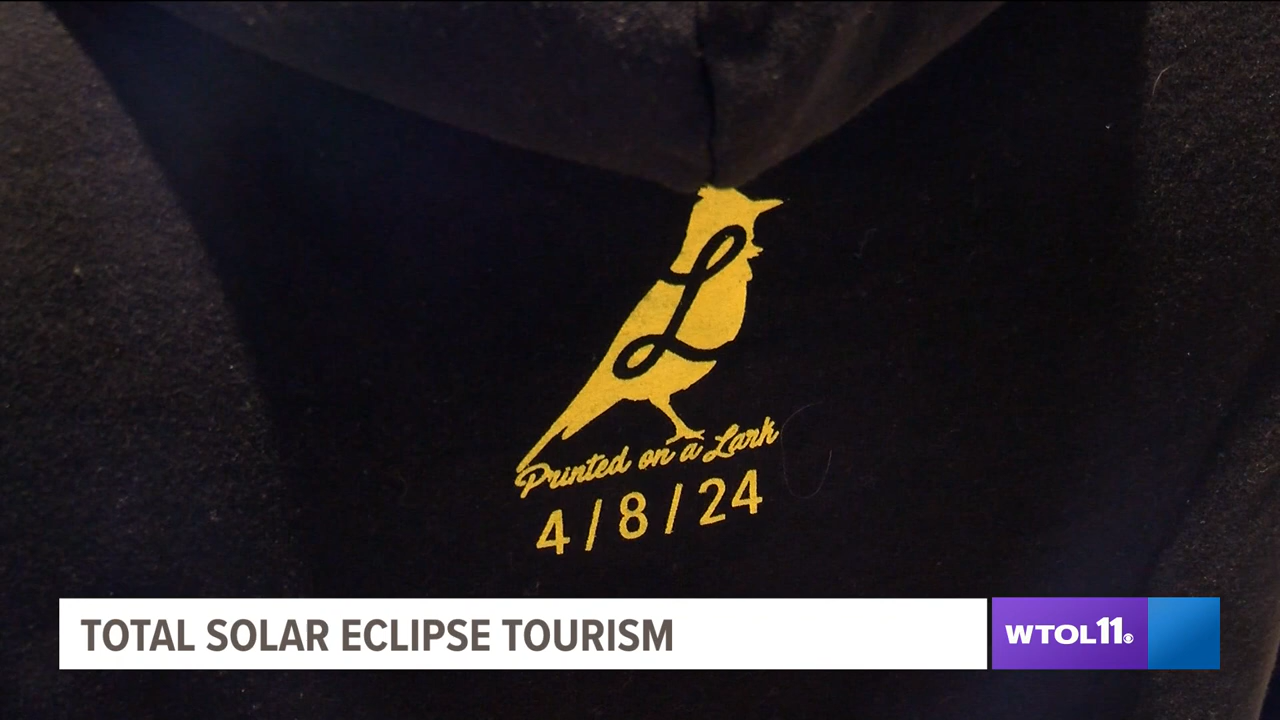 L
Printed on a Lark
4/8/24
TOTAL SOLAR ECLIPSE TOURISM
WTOL11